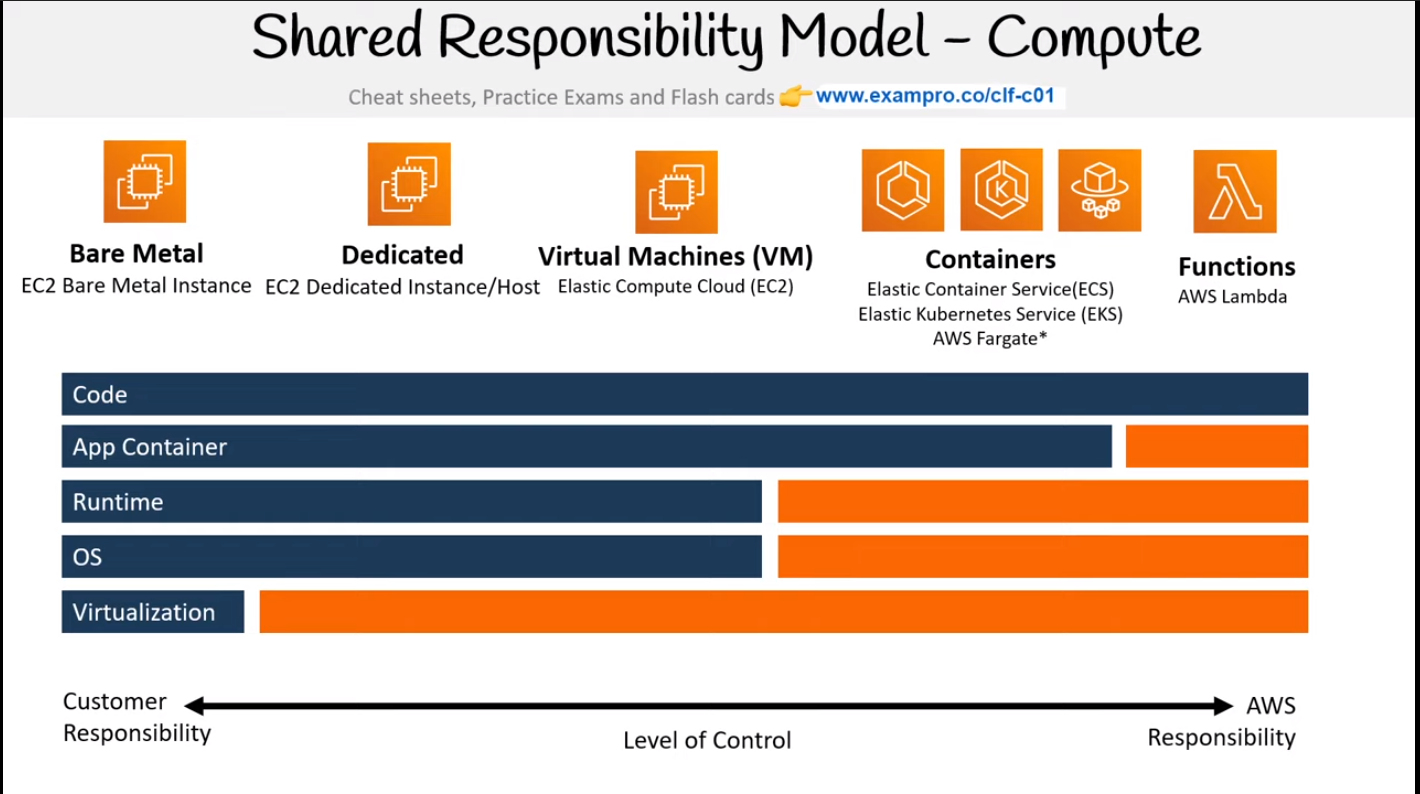 Shared Responsibility Model - Compute
Cheat sheets, Practice Exams and Flash cards 👉 www.exampro.co/clf-c01
Bare Metal
EC2 Bare Metal Instance
Dedicated
EC2 Dedicated Instance/Host
Virtual Machines (VM)
Elastic Compute Cloud (EC2)
K
Containers
Elastic Container Service(ECS)
Elastic Kubernetes Service (EKS)
AWS Fargate*
Functions
AWS Lambda
Code
App Container
Runtime
OS
Virtualization
Customer
Responsibility
Level of Control
AWS
Responsibility